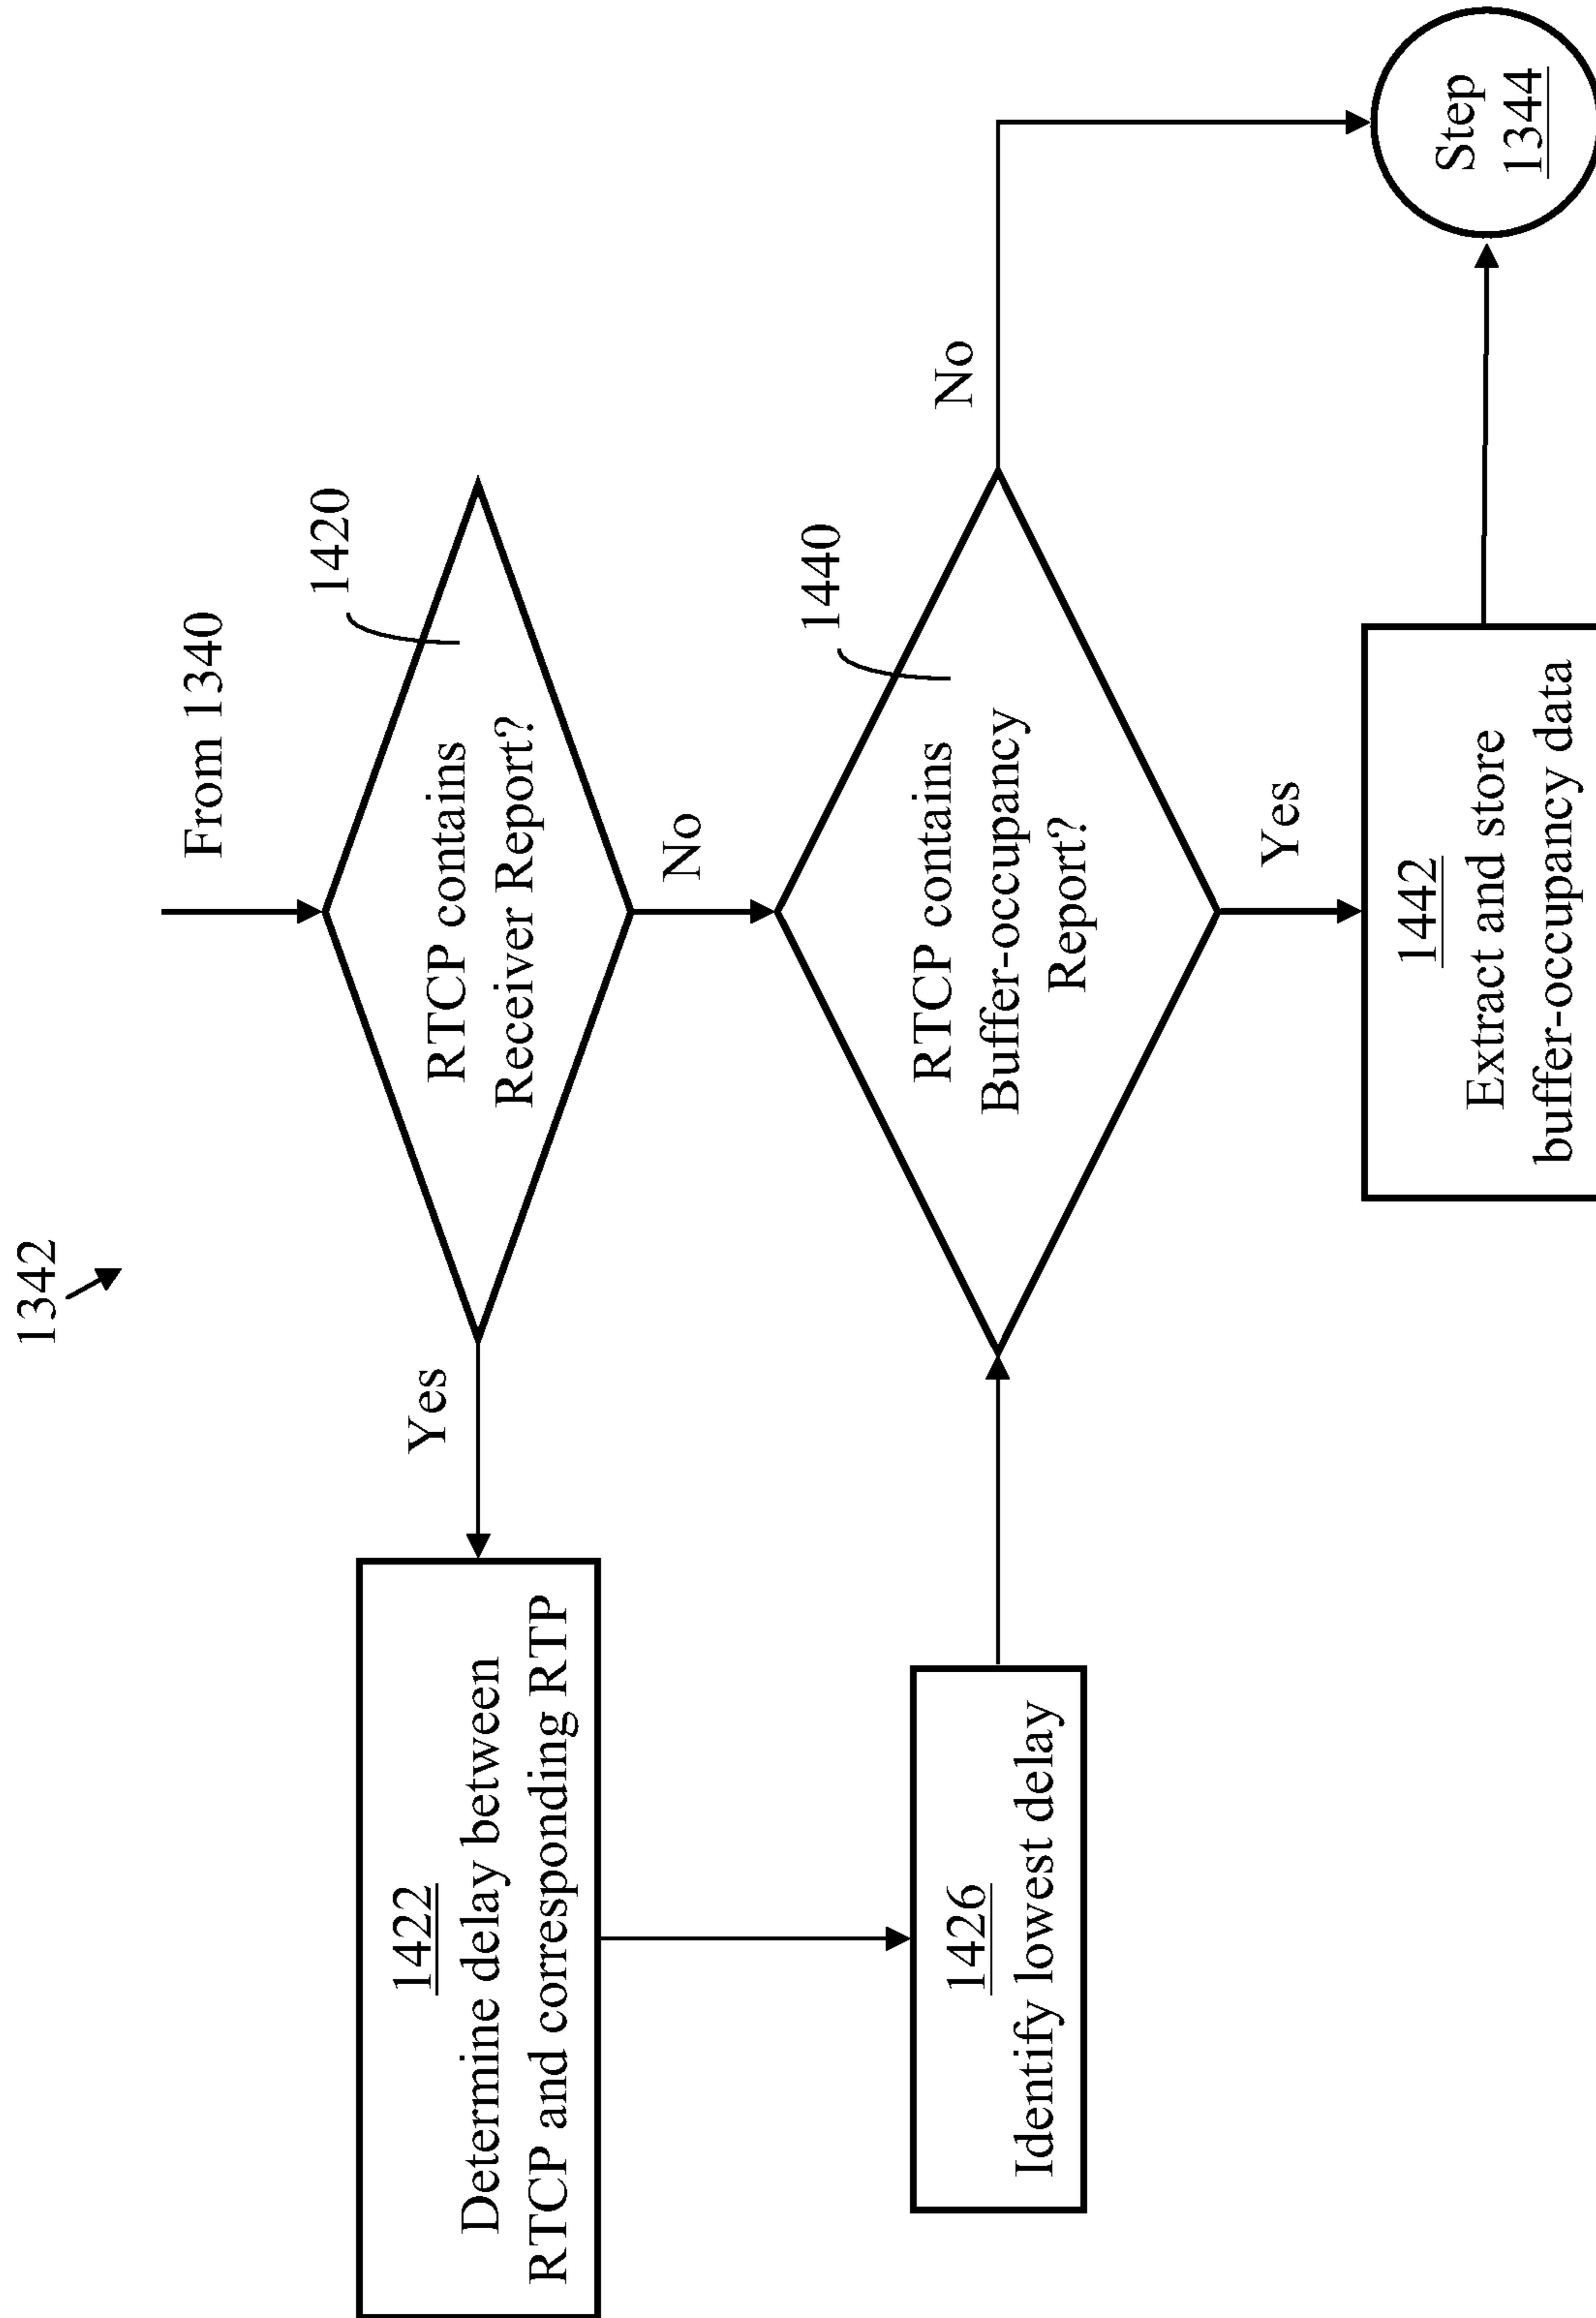 1342
From 1340
1420
RTCP contains
Receiver Report?
Yes
No
1422
Determine delay between
RTCP and corresponding RTP
1426
Identify lowest delay
1440
RTCP contains
Buffer-occupancy
Report?
No
Yes
1442
Extract and store
buffer-occupancy data
Step
1344